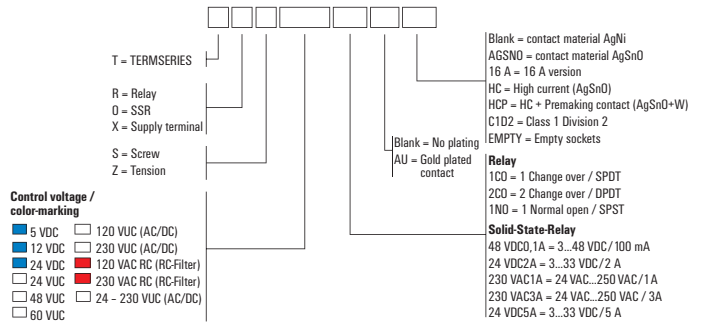 T = TERMSERIES
R = Relay
O = SSR
X = Supply terminal
S = Screw
Z = Tension
Control voltage /
color-marking
5 VDC
12 VDC
24 VDC
24 VUC
48 VUC
60 VUC
120 VUC (AC/DC)
230 VUC (AC/DC)
120 VAC RC (RC-Filter)
230 VAC RC (RC-Filter)
24 – 230 VUC (AC/DC)
Blank = contact material AgNi
AGSNO = contact material AgSnO
16 A = 16 A version
HC = High current (AgSnO)
HCP = HC + Premaking contact (AgSnO+W)
C1D2 = Class 1 Division 2
EMPTY = Empty sockets
Blank = No plating
AU = Gold plated
contact
Relay
1CO = 1 Change over / SPDT
2CO = 2 Change over / DPDT
1NO = 1 Normal open / SPST
Solid-State-Relay
48 VDC0,1A = 3...48 VDC/100 mA
24 VDC2A = 3...33 VDC/2 A
230 VAC1A = 24 VAC...250 VAC/1A
230 VAC3A = 24 VAC...250 VAC / 3A
24 VDC5A = 3...33 VDC/5 A